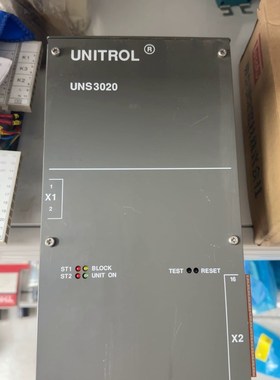 UNITROL ®
UNS3020
1
X1
2
ST1 BLOCK TEST RESET
ST2 UNIT ON
16
X2